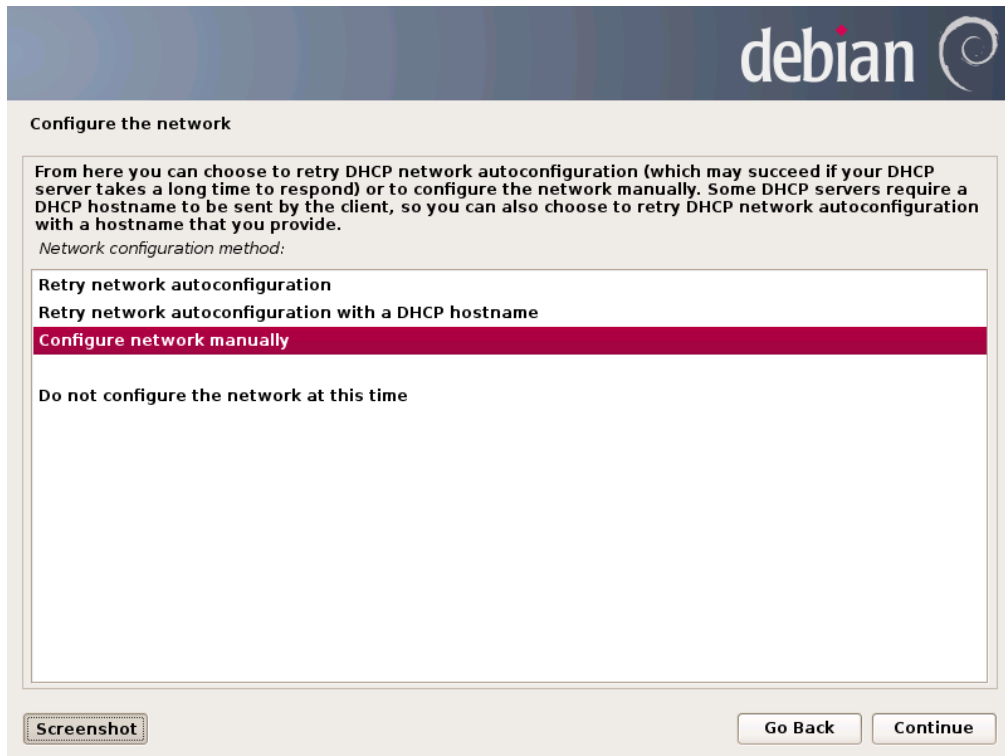 debian
Configure the network
From here you can choose to retry DHCP network autoconfiguration (which may succeed if your DHCP
server takes a long time to respond) or to configure the network manually. Some DHCP servers require a
DHCP hostname to be sent by the client, so you can also choose to retry DHCP network autoconfiguration
with a hostname that you provide.
Network configuration method:
Retry network autoconfiguration
Retry network autoconfiguration with a DHCP hostname
Configure network manually
Do not configure the network at this time
Screenshot
Go Back
Continue